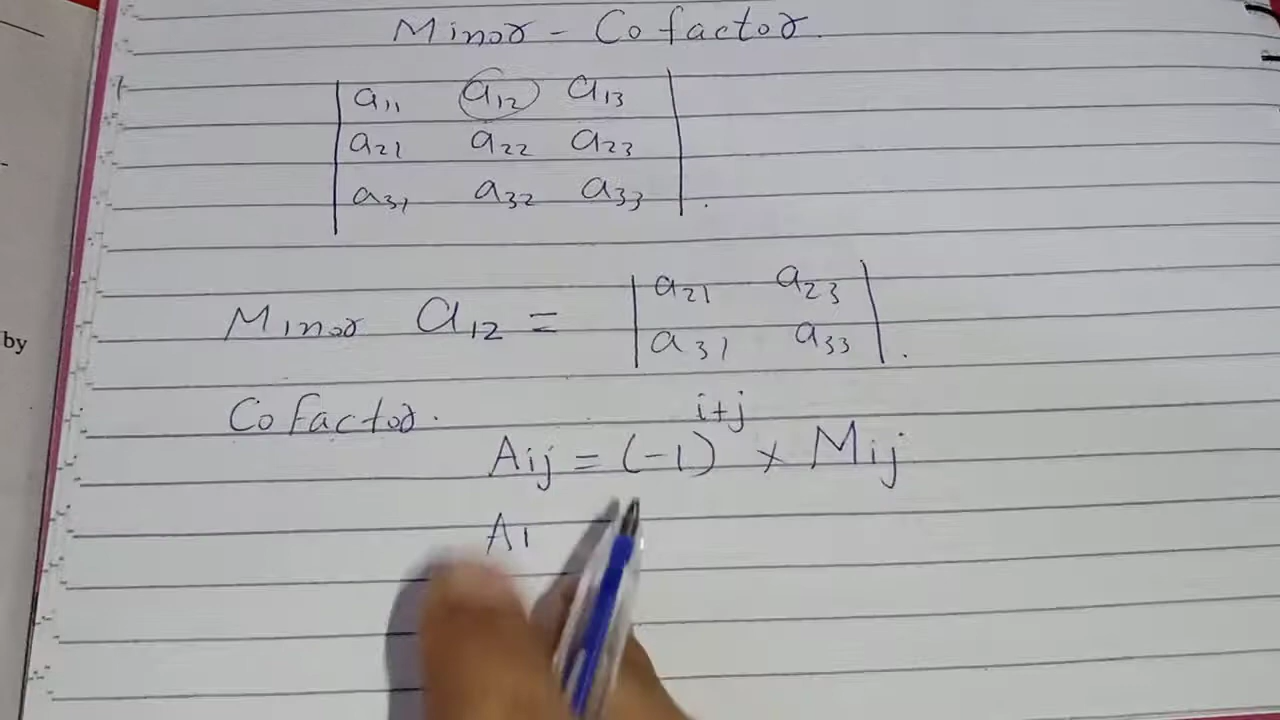 by
Minor - Cofactor.
a₁₁ a₁₂ a₁₃
a₂₁ a₂₂ a₂₃
a₃₁ a₃₂ a₃₃ .
Minor a₁₂ = | a₂₁ a₂₃ |
| a₃₁ a₃₃ | .
Cofactor.
Aij = (-1)^{i+j} × Mij
A1